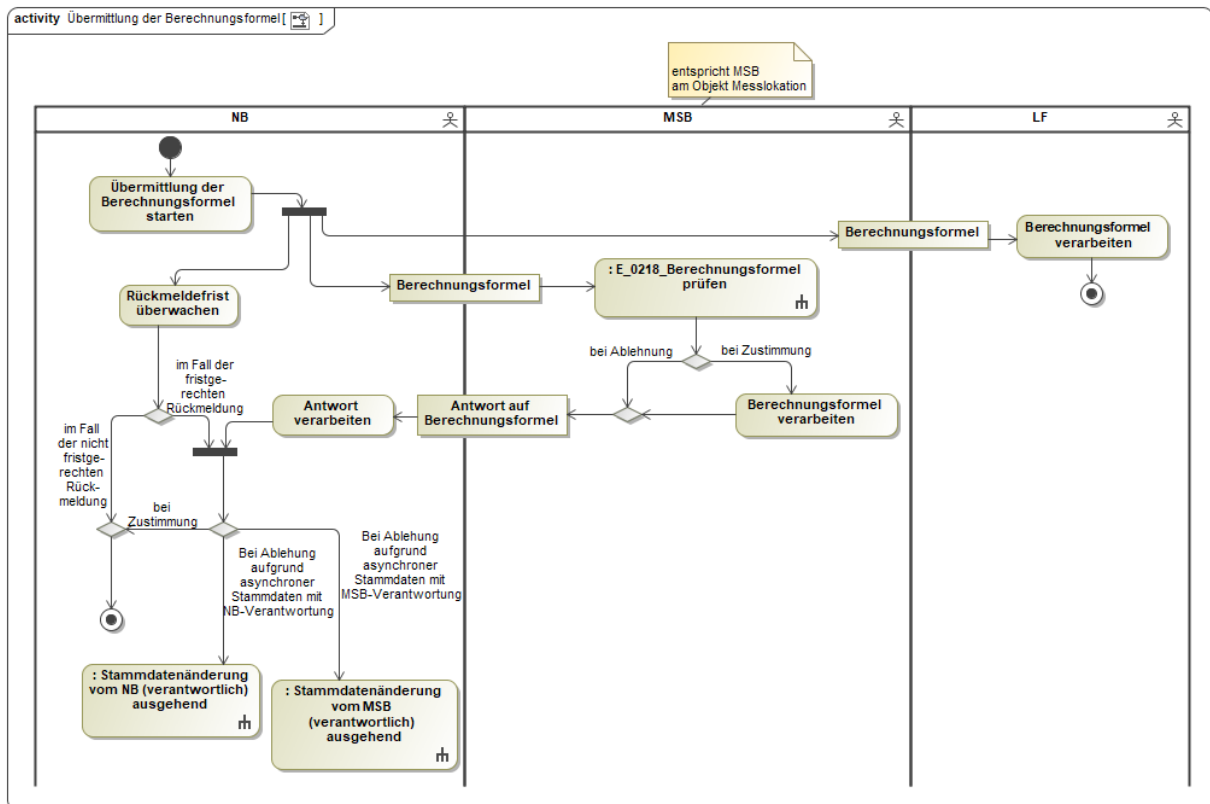 activity Übermittlung der Berechnungsformel [ ]
entspricht MSB
am Objekt Messlokation
NB
MSB
LF
Übermittlung der
Berechnungsformel
starten
Berechnungsformel
Berechnungsformel
verarbeiten
Rückmeldefrist
überwachen
Berechnungsformel
: E_0218_Berechnungsformel
prüfen
bei Ablehnung
bei Zustimmung
im Fall der
fristge-
rechten
Rückmeldung
Antwort
verarbeiten
Antwort auf
Berechnungsformel
Berechnungsformel
verarbeiten
im Fall
der nicht
fristge-
rechten
Rück-
meldung
bei
Zustimmung
Bei Ablehung
aufgrund
asynchroner
Stammdaten mit
NB-Verantwortung
Bei Ablehung
aufgrund
asynchroner
Stammdaten mit
MSB-Verantwortung
: Stammdatenänderung
vom NB (verantwortlich)
ausgehend
: Stammdatenänderung
vom MSB
(verantwortlich)
ausgehend